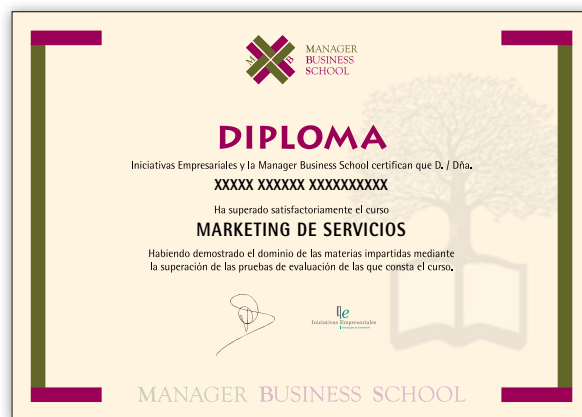 M B
MANAGER
BUSINESS
SCHOOL
DIPLOMA
Iniciativas Empresariales y la Manager Business School certifican que D. / Dña.
XXXXX XXXXXX XXXXXXXXXX
Ha superado satisfactoriamente el curso
MARKETING DE SERVICIOS
Habiendo demostrado el dominio de las materias impartidas mediante
la superación de las pruebas de evaluación de las que consta el curso.
Iniciativas Empresariales
MANAGER BUSINESS SCHOOL